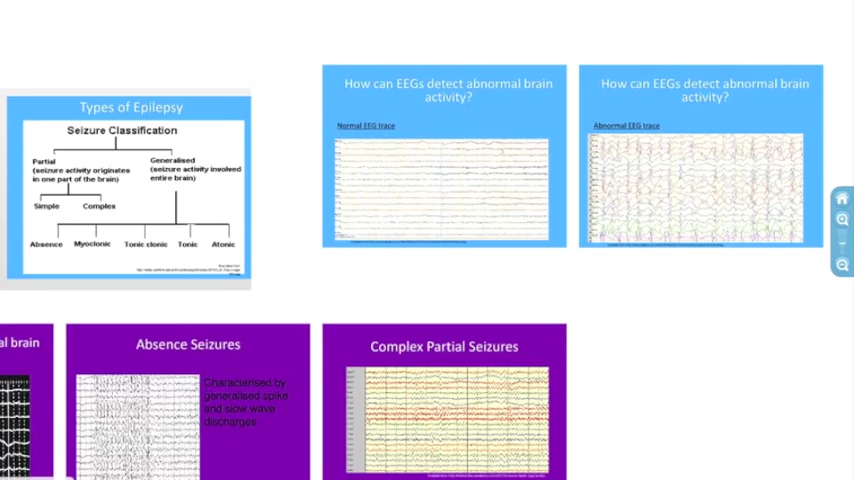 Types of Epilepsy
Seizure Classification
Partial
(seizure activity originates
in one part of the brain)
Generalised
(seizure activity involved
entire brain)
Simple
Complex
Absence
Myoclonic
Tonic clonic
Tonic
Atonic
How can EEGs detect abnormal brain
activity?
Normal EEG trace
How can EEGs detect abnormal brain
activity?
Abnormal EEG trace
al brain
Absence Seizures
Characterised by
generalised spike
and slow wave
discharges
Complex Partial Seizures